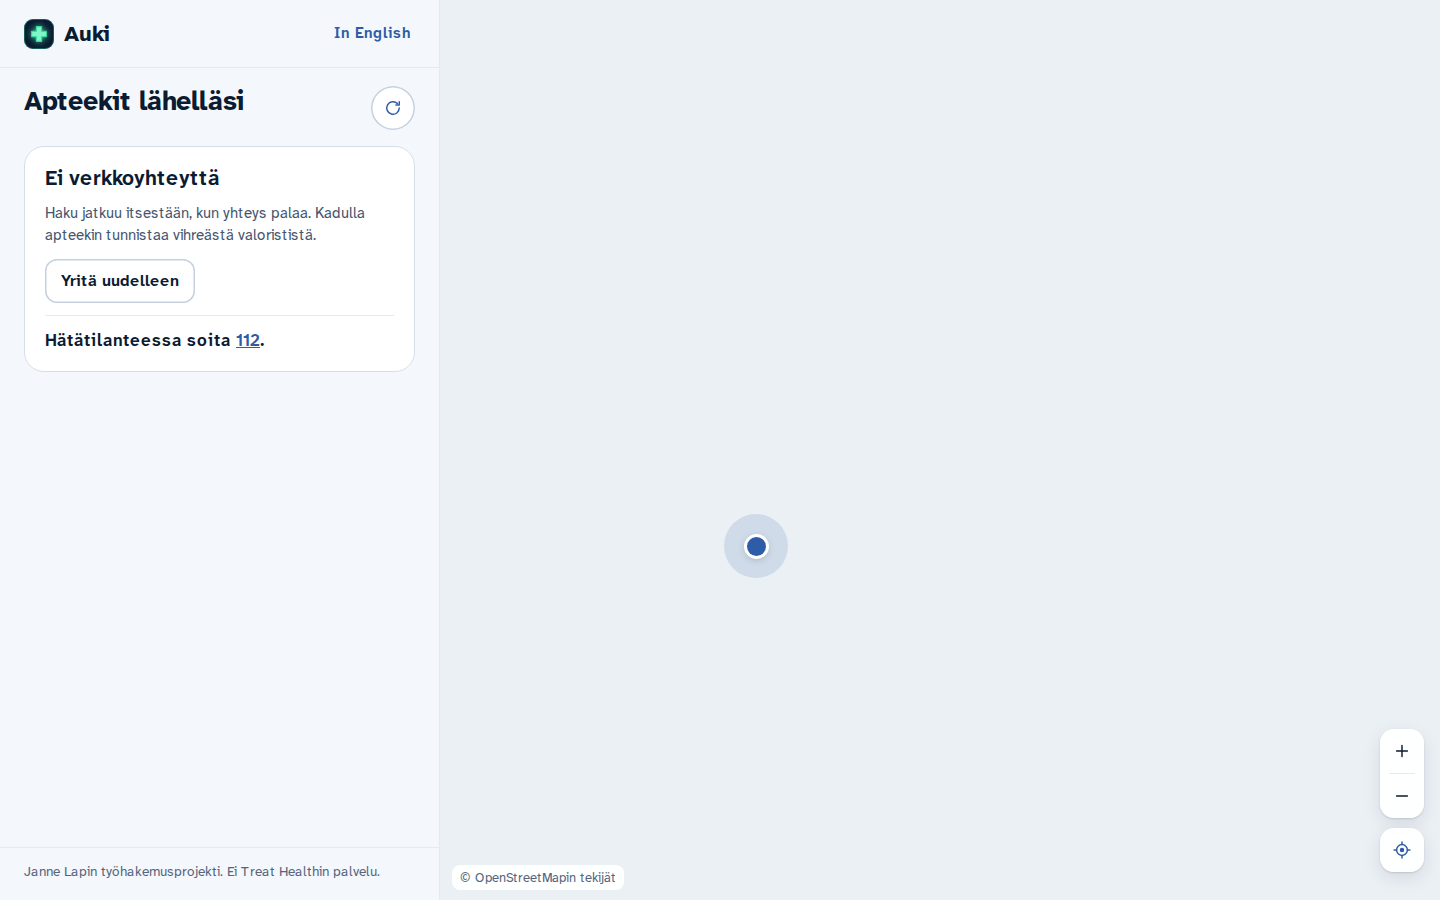 Auki
In English
Apteekit lähelläsi
Ei verkkoyhteyttä
Haku jatkuu itsestään, kun yhteys palaa. Kadulla
apteekin tunnistaa vihreästä valorististä.
Yritä uudelleen
Hätätilanteessa soita 112.
Janne Lapin työhakemusprojekti. Ei Treat Healthin palvelu.
© OpenStreetMapin tekijät
+
−